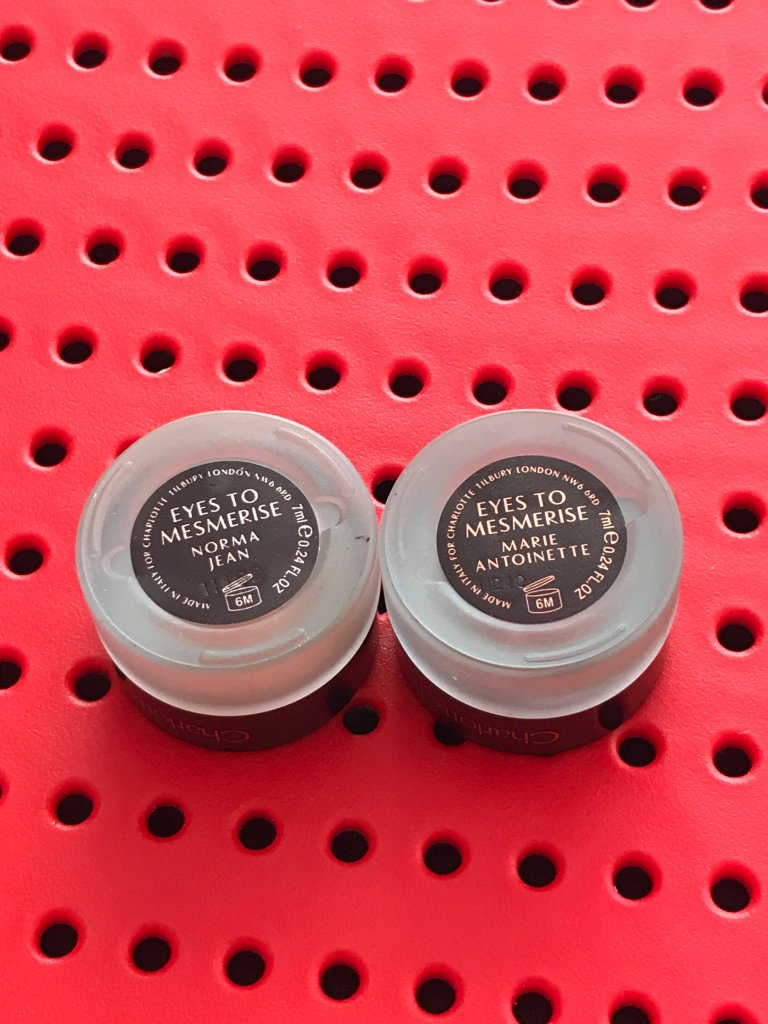 MADE IN ITALY FOR CHARLOTTE TILBURY LONDON NW6 6RD
7ml e 0.24 FL.OZ
EYES TO
MESMERISE
NORMA
JEAN
6M
MADE IN ITALY FOR CHARLOTTE TILBURY LONDON NW6 6RD
7ml e 0.24 FL.OZ
EYES TO
MESMERISE
MARIE
ANTOINETTE
6M